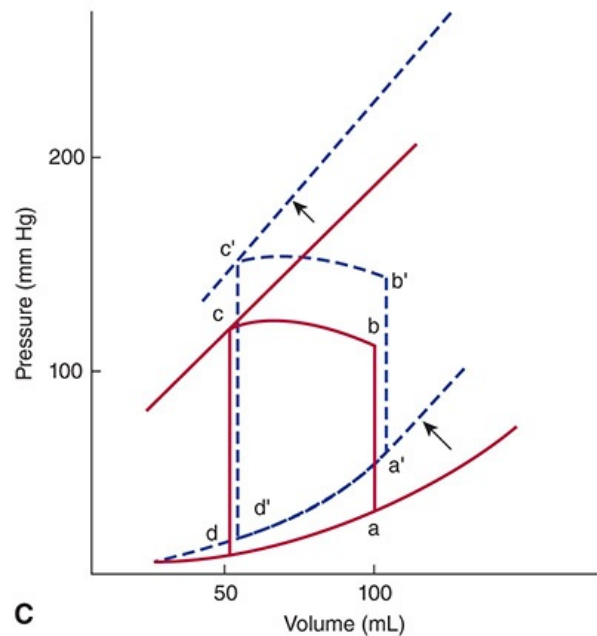 200
100
Pressure (mm Hg)
c'
b'
c
b
a'
d'
d
a
50
100
Volume (mL)
C